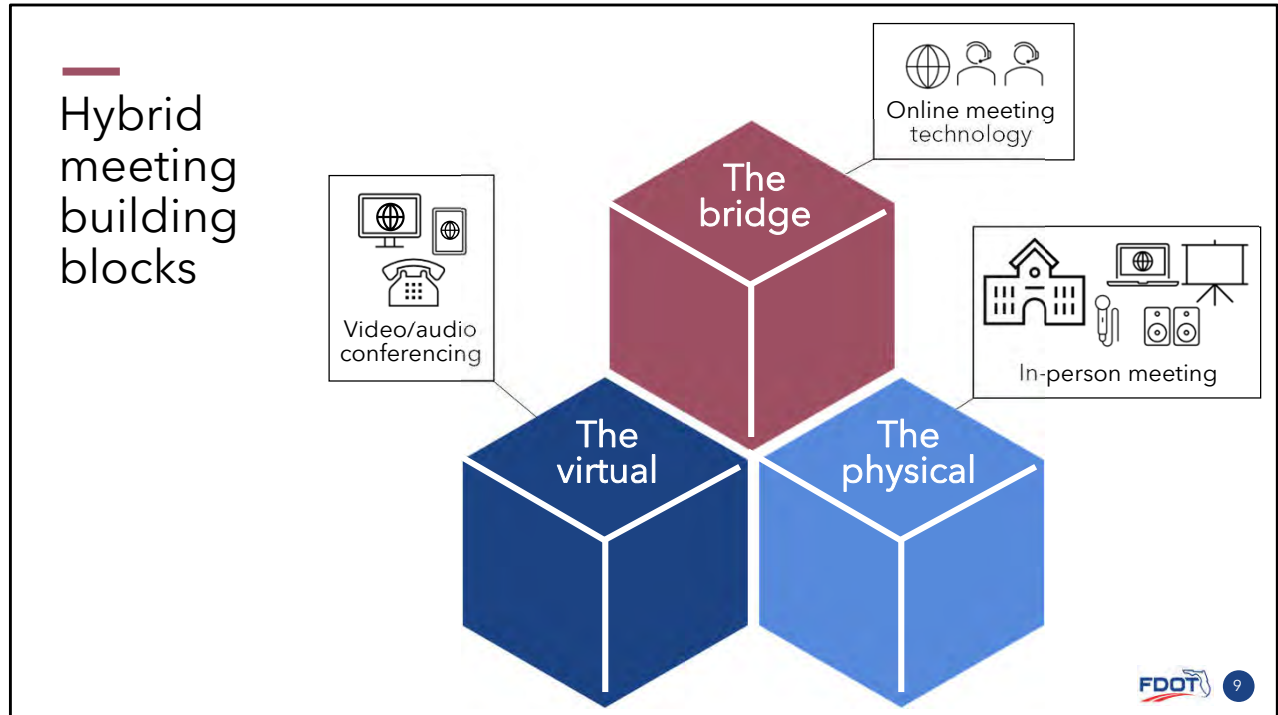 Hybrid
meeting
building
blocks
Online meeting
technology
The
bridge
Video/audio
conferencing
In-person meeting
The
virtual
The
physical
FDOT
9